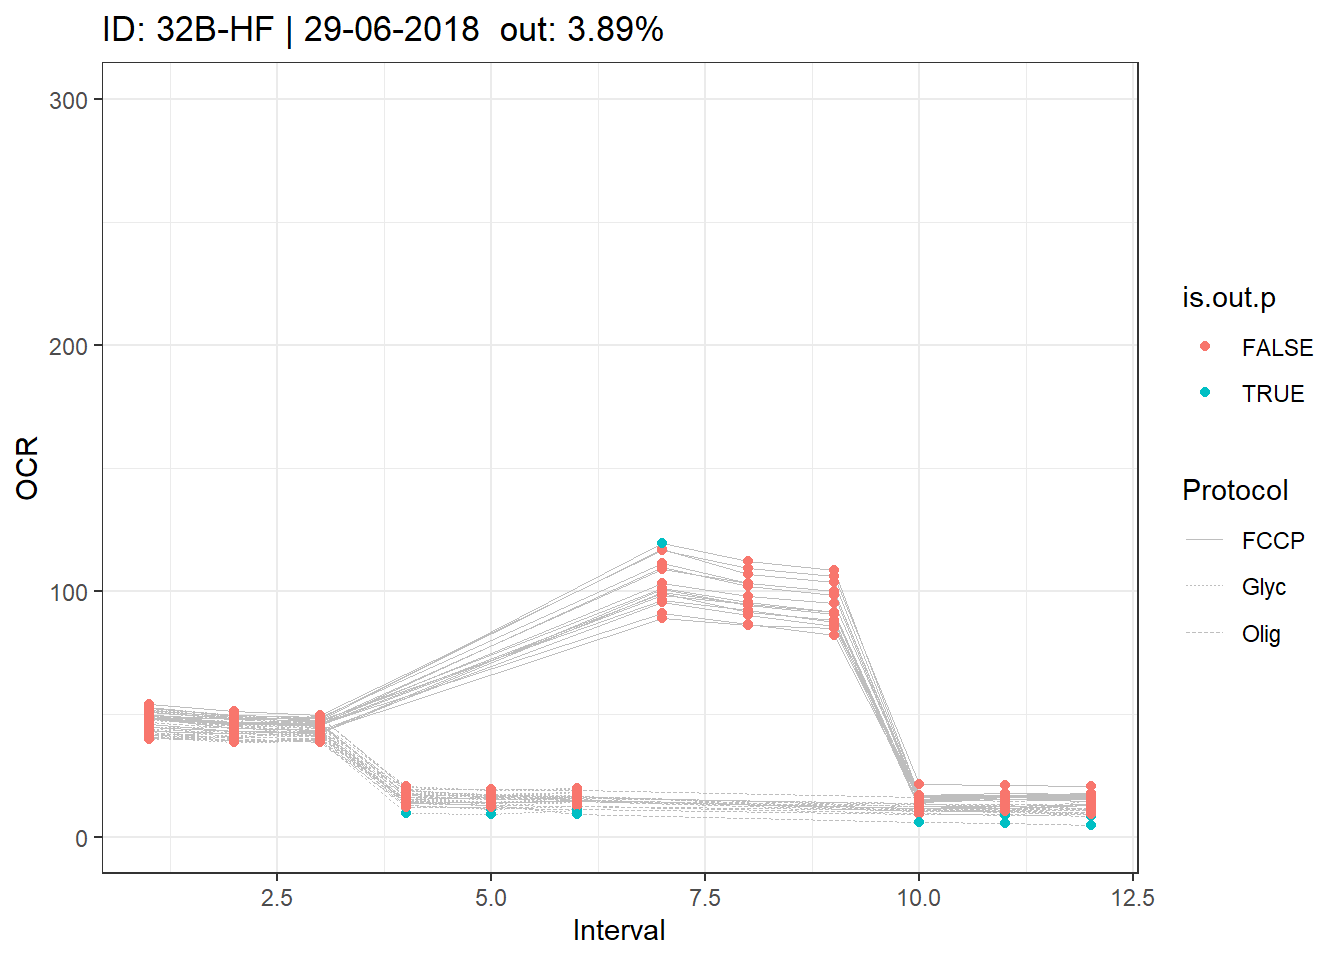 ID: 32B-HF | 29-06-2018  out: 3.89%
300
200
100
0
OCR
2.5
5.0
7.5
10.0
12.5
Interval
is.out.p
FALSE
TRUE
Protocol
FCCP
Glyc
Olig